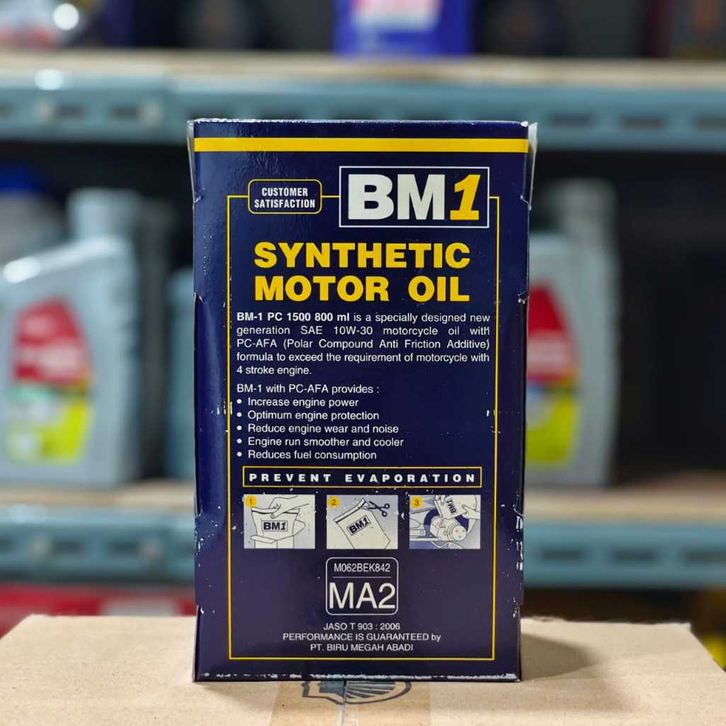 CUSTOMER
SATISFACTION
BM1
SYNTHETIC
MOTOR OIL
BM-1 PC 1500 800 ml is a specially designed new
generation SAE 10W-30 motorcycle oil with
PC-AFA (Polar Compound Anti Friction Additive)
formula to exceed the requirement of motorcycle with
4 stroke engine.
BM-1 with PC-AFA provides :
• Increase engine power
• Optimum engine protection
• Reduce engine wear and noise
• Engine run smoother and cooler
• Reduces fuel consumption
PREVENT EVAPORATION
1 2 3
BM1 BM1 BM1
M062BEK842
MA2
JASO T 903 : 2006
PERFORMANCE IS GUARANTEED by
PT. BIRU MEGAH ABADI